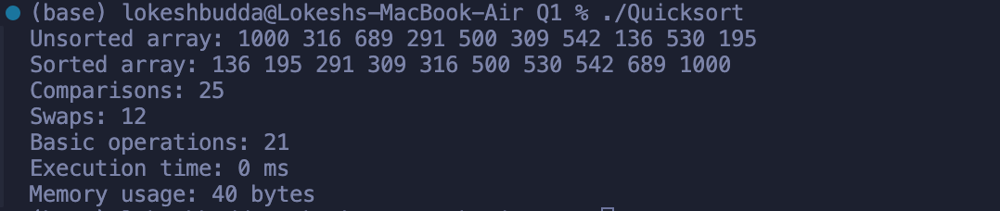 (base) lokeshbudda@Lokeshs-MacBook-Air Q1 % ./Quicksort
Unsorted array: 1000 316 689 291 500 309 542 136 530 195
Sorted array: 136 195 291 309 316 500 530 542 689 1000
Comparisons: 25
Swaps: 12
Basic operations: 21
Execution time: 0 ms
Memory usage: 40 bytes